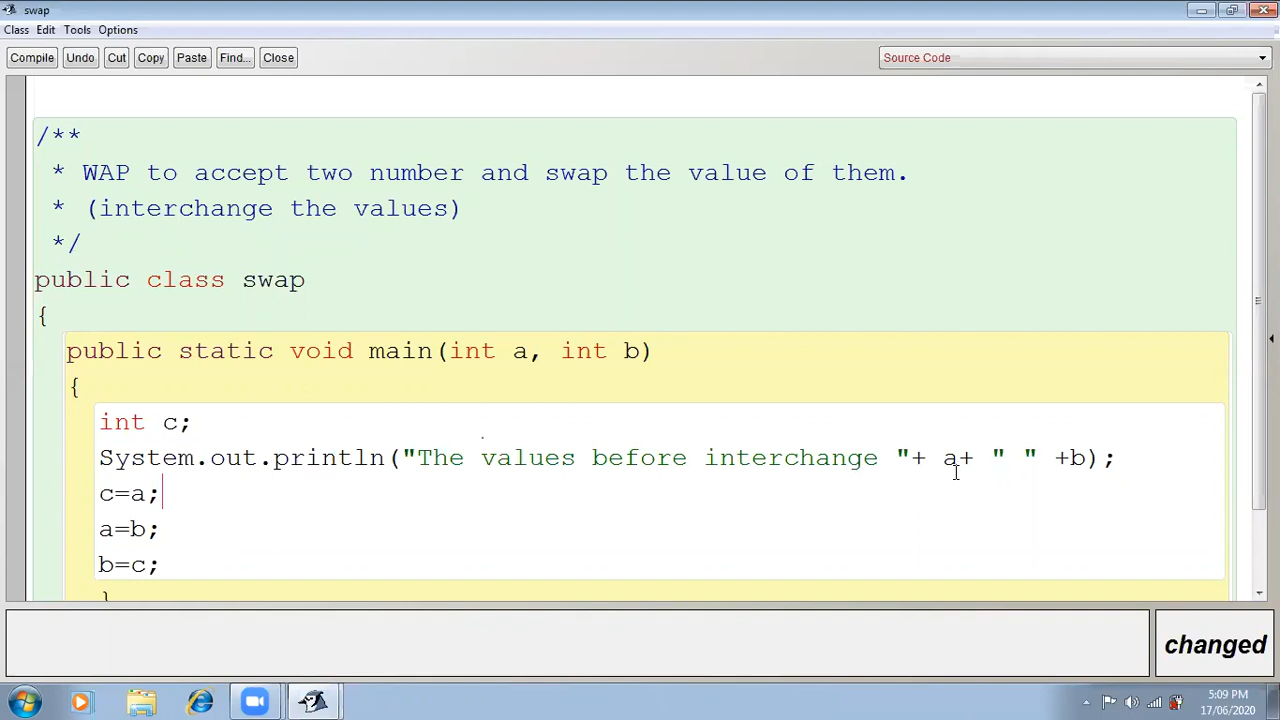 swap
Class Edit Tools Options
Compile Undo Cut Copy Paste Find... Close Source Code
/**
* WAP to accept two number and swap the value of them.
* (interchange the values)
*/
public class swap
{
public static void main(int a, int b)
{
int c;
System.out.println("The values before interchange "+ a+ " " +b);
c=a;
a=b;
b=c;
}
changed
5:09 PM
17/06/2020